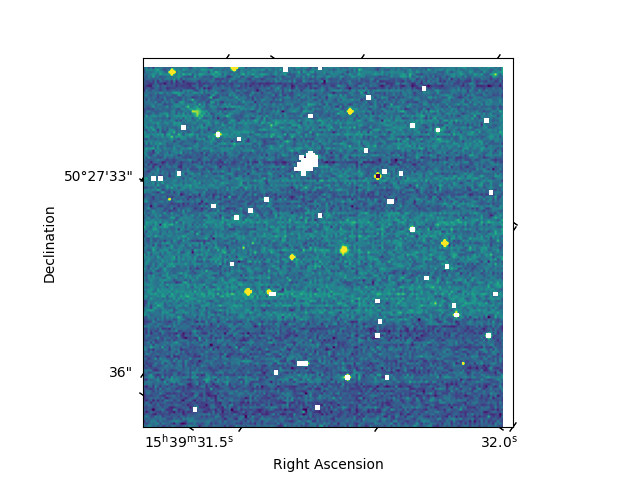 50°27'33"
Declination
36"
15ʰ39ᵐ31.5ˢ
32.0ˢ
Right Ascension